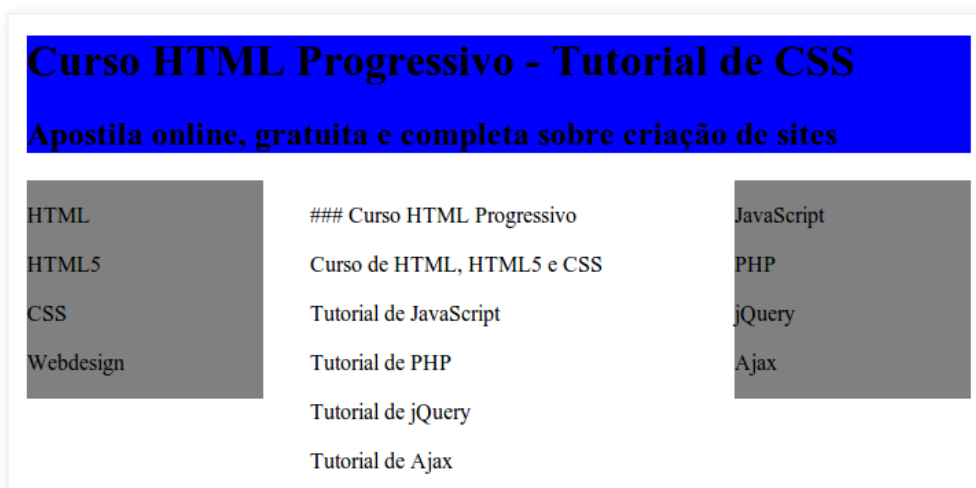 Curso HTML Progressivo - Tutorial de CSS
Apostila online, gratuita e completa sobre criação de sites
HTML
HTML5
CSS
Webdesign
### Curso HTML Progressivo
Curso de HTML, HTML5 e CSS
Tutorial de JavaScript
Tutorial de PHP
Tutorial de jQuery
Tutorial de Ajax
JavaScript
PHP
jQuery
Ajax